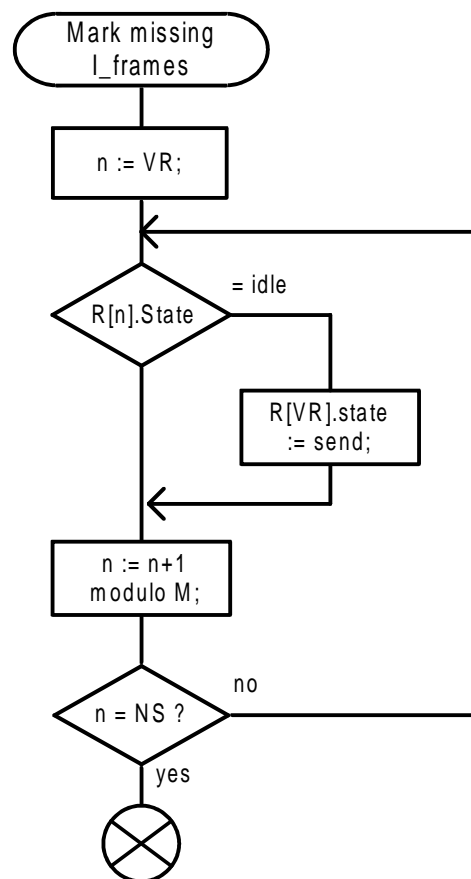 Mark missing
I_frames
n := VR;
R[n].State
= idle
R[VR].state
:= send;
n := n+1
modulo M;
n = NS ?
no
yes